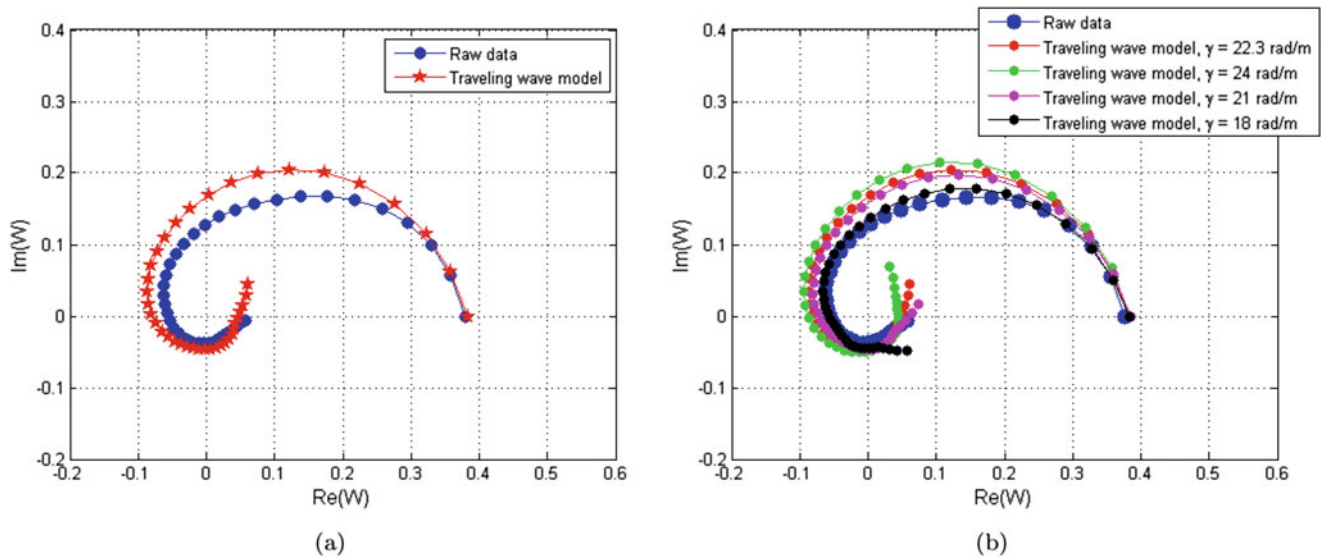 0.4
0.3
0.2
0.1
0
-0.1
-0.2
Im(W)
-0.2 -0.1 0 0.1 0.2 0.3 0.4 0.5 0.6
Re(W)
Raw data
Traveling wave model
(a)
0.4
0.3
0.2
0.1
0
-0.1
-0.2
Im(W)
-0.2 -0.1 0 0.1 0.2 0.3 0.4 0.5 0.6
Re(W)
Raw data
Traveling wave model, γ = 22.3 rad/m
Traveling wave model, γ = 24 rad/m
Traveling wave model, γ = 21 rad/m
Traveling wave model, γ = 18 rad/m
(b)